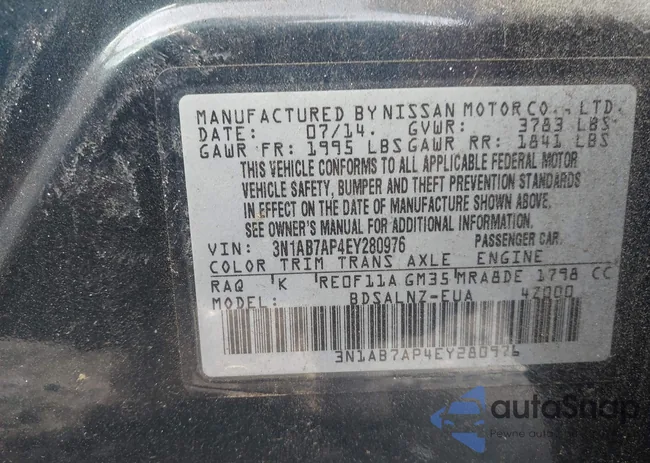 MANUFACTURED BY NISSAN MOTOR CO., LTD.
DATE: 07/14. GVWR: 3783 LBS
GAWR FR: 1995 LBS GAWR RR: 1841 LBS
THIS VEHICLE CONFORMS TO ALL APPLICABLE FEDERAL MOTOR
VEHICLE SAFETY, BUMPER AND THEFT PREVENTION STANDARDS
IN EFFECT ON THE DATE OF MANUFACTURE SHOWN ABOVE.
SEE OWNER'S MANUAL FOR ADDITIONAL INFORMATION.
VIN: 3N1AB7AP4EY280976 PASSENGER CAR.
COLOR TRIM TRANS AXLE ENGINE
RAQ K RE0F11A GM35 MRA8DE 1798 CC
MODEL: BDSALNZ-EUA 4Z000
3N1AB7AP4EY280976
autoSnap
Pewne auto z